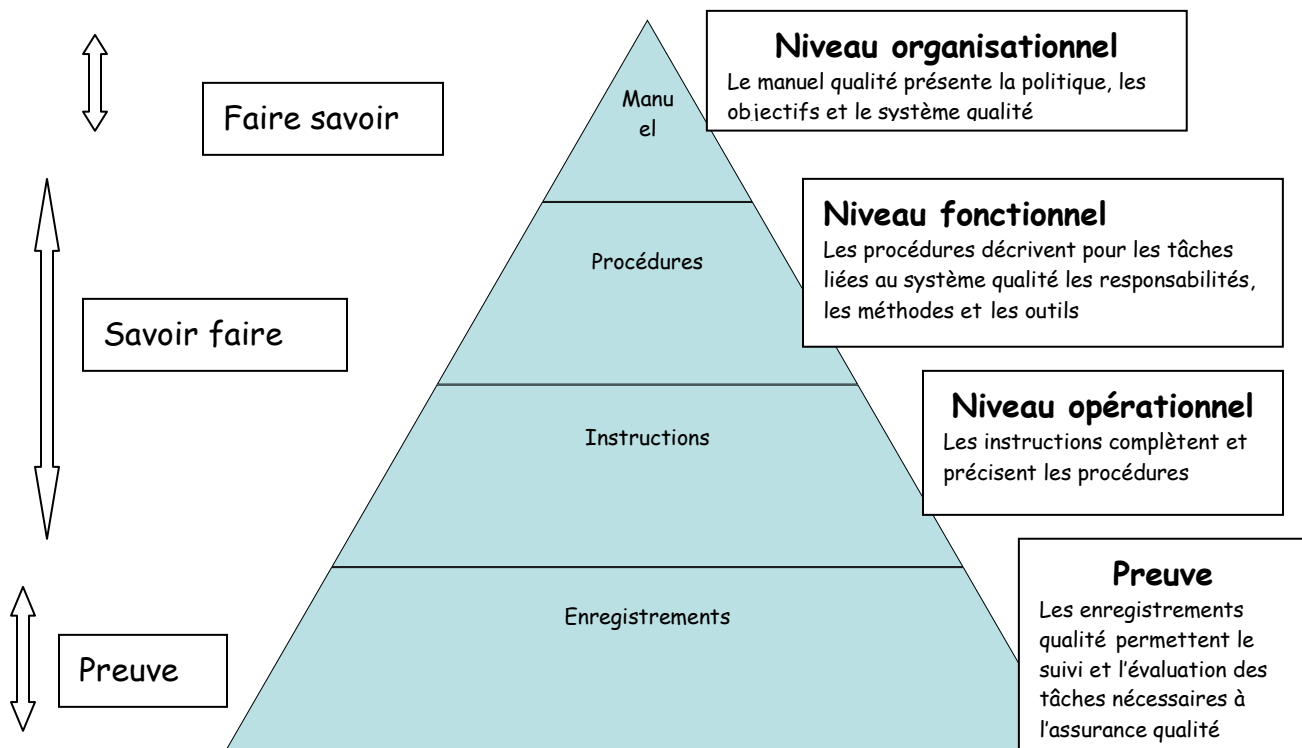 Niveau organisationnel
Le manuel qualité présente la politique, les
objectifs et le système qualité
Manu
el
Faire savoir
Niveau fonctionnel
Les procédures décrivent pour les tâches
liées au système qualité les responsabilités,
les méthodes et les outils
Procédures
Savoir faire
Niveau opérationnel
Les instructions complètent et
précisent les procédures
Instructions
Preuve
Les enregistrements
qualité permettent le
suivi et l’évaluation des
tâches nécessaires à
l’assurance qualité
Enregistrements
Preuve